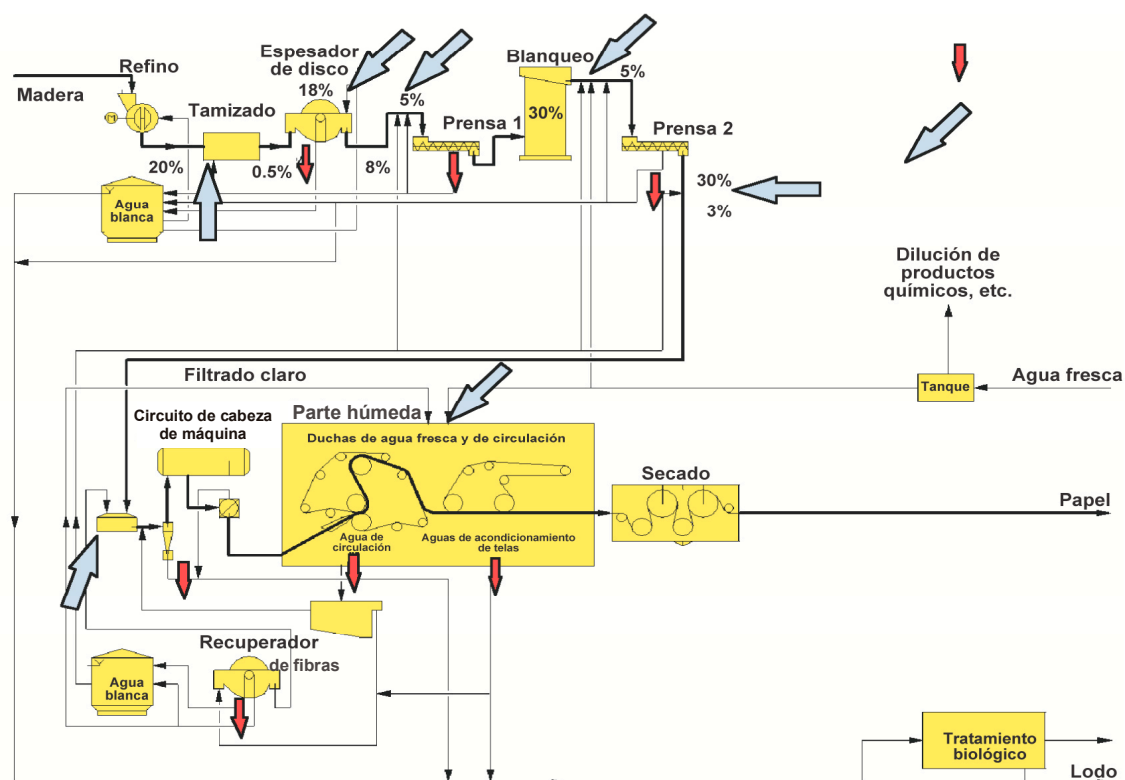 Refino
Madera
Espesador
de disco
18%
Tamizado
20%
0.5%
8%
5%
Prensa 1
Blanqueo
30%
5%
Prensa 2
30%
3%
Agua
blanca
Dilución de
productos
químicos, etc.
Tanque
Agua fresca
Filtrado claro
Circuito de cabeza
de máquina
Parte húmeda
Duchas de agua fresca y de circulación
Agua de
circulación
Aguas de acondicionamiento
de telas
Secado
Papel
Recuperador
de fibras
Agua
blanca
Tratamiento
biológico
Lodo